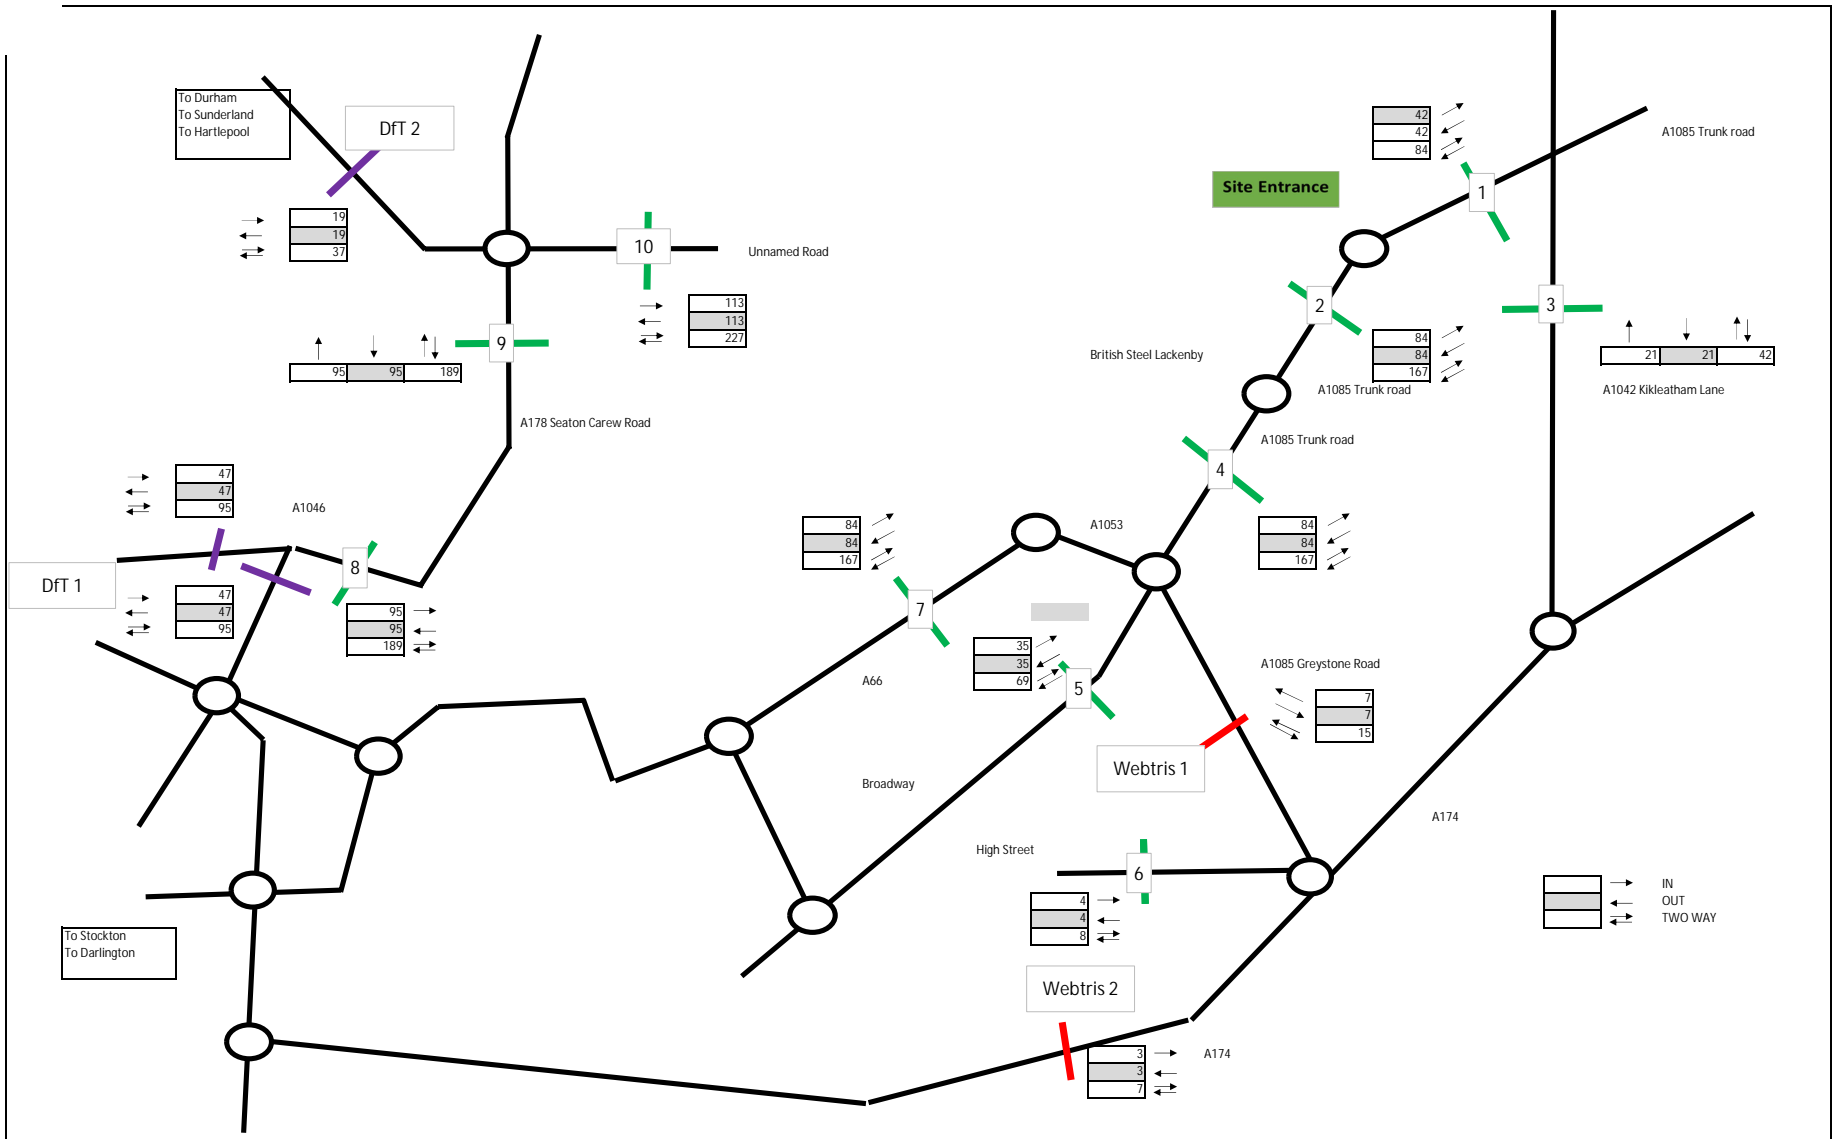 To Durham
To Sunderland
To Hartlepool
DfT 2
19
19
37
10
Unnamed Road
113
113
227
9
95 95 189
A178 Seaton Carew Road
47
47
95
A1046
DfT 1
8
47
47
95
95
95
189
To Stockton
To Darlington
Site Entrance
42
42
84
A1085 Trunk road
1
2
3
84
84
167
British Steel Lackenby
A1085 Trunk road
21 21 42
A1042 Kikleatham Lane
A1085 Trunk road
4
84
84
167
A1053
84
84
167
7
35
35
69
A66
5
A1085 Greystone Road
7
7
15
Webtris 1
Broadway
A174
High Street
6
4
4
8
Webtris 2
3
3
7
A174
IN
OUT
TWO WAY